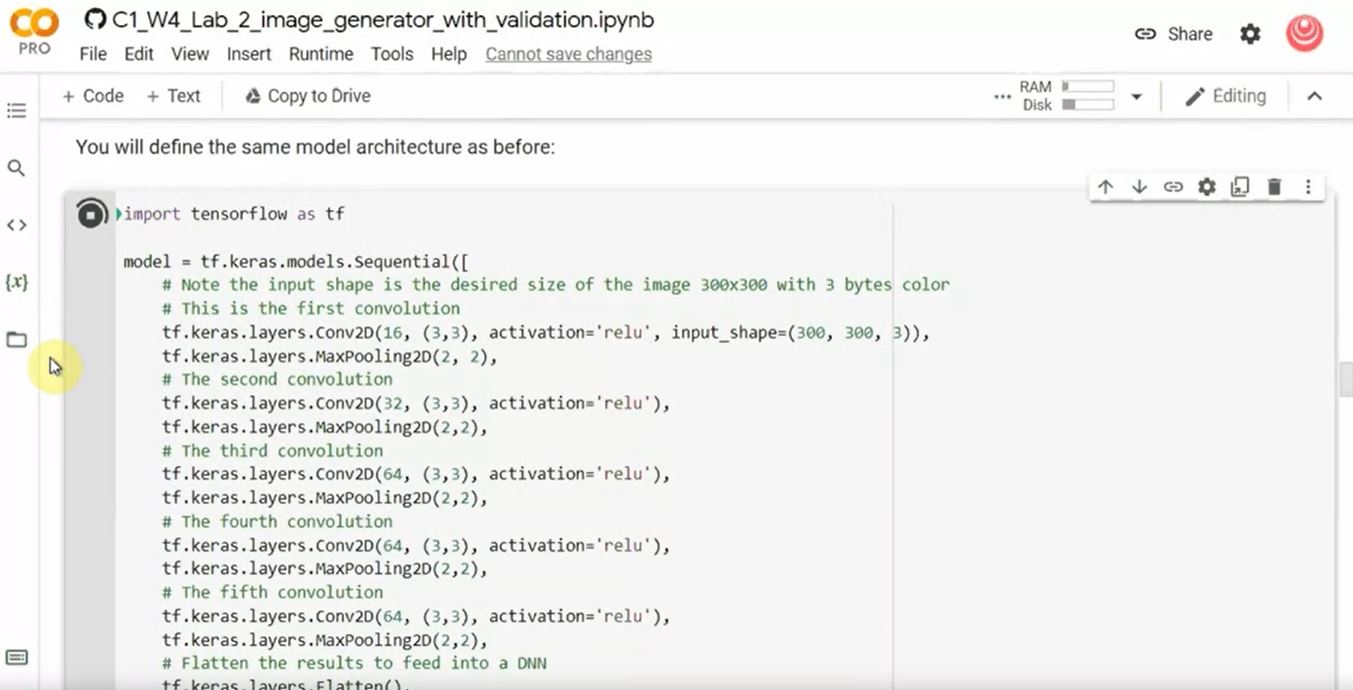 C1_W4_Lab_2_image_generator_with_validation.ipynb
PRO
File Edit View Insert Runtime Tools Help Cannot save changes
Share
+ Code + Text Copy to Drive
RAM
Disk
Editing
You will define the same model architecture as before:
import tensorflow as tf
model = tf.keras.models.Sequential([
# Note the input shape is the desired size of the image 300x300 with 3 bytes color
# This is the first convolution
tf.keras.layers.Conv2D(16, (3,3), activation='relu', input_shape=(300, 300, 3)),
tf.keras.layers.MaxPooling2D(2, 2),
# The second convolution
tf.keras.layers.Conv2D(32, (3,3), activation='relu'),
tf.keras.layers.MaxPooling2D(2,2),
# The third convolution
tf.keras.layers.Conv2D(64, (3,3), activation='relu'),
tf.keras.layers.MaxPooling2D(2,2),
# The fourth convolution
tf.keras.layers.Conv2D(64, (3,3), activation='relu'),
tf.keras.layers.MaxPooling2D(2,2),
# The fifth convolution
tf.keras.layers.Conv2D(64, (3,3), activation='relu'),
tf.keras.layers.MaxPooling2D(2,2),
# Flatten the results to feed into a DNN
tf.keras.layers.Flatten(),